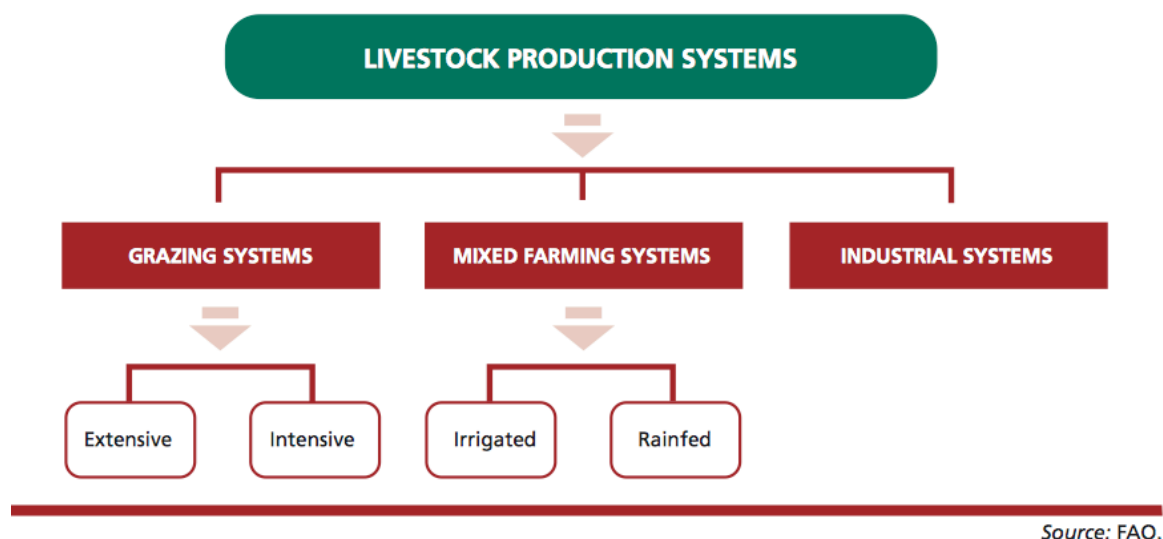 LIVESTOCK PRODUCTION SYSTEMS
GRAZING SYSTEMS
MIXED FARMING SYSTEMS
INDUSTRIAL SYSTEMS
Extensive
Intensive
Irrigated
Rainfed
Source: FAO.